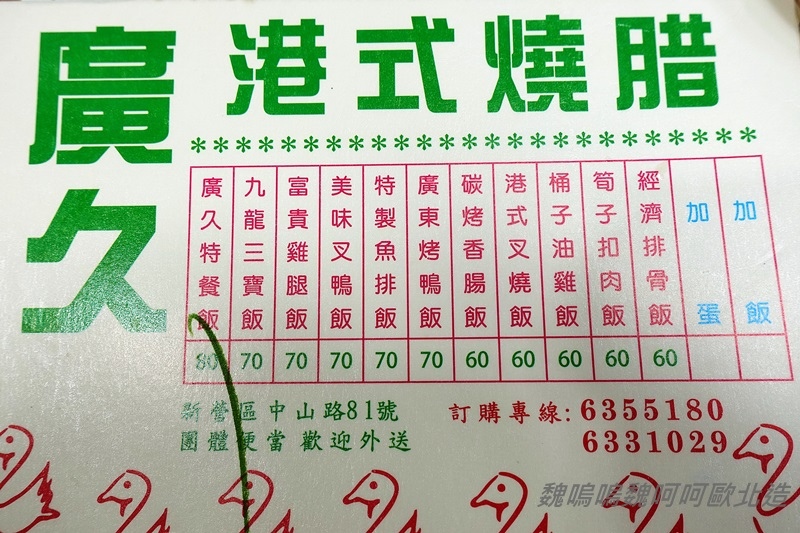 廣久
港式燒腊
******************************
廣久特餐飯 80
九龍三寶飯 70
富貴雞腿飯 70
美味叉鴨飯 70
特製魚排飯 70
廣東烤鴨飯 70
碳烤香腸飯 60
港式叉燒飯 60
桶子油雞飯 60
筍子扣肉飯 60
經濟排骨飯 60
加蛋
加飯
新營區中山路81號
團體便當歡迎外送
訂購專線:6355180
6331029
魏嗚嗚魏呵呵歐北造